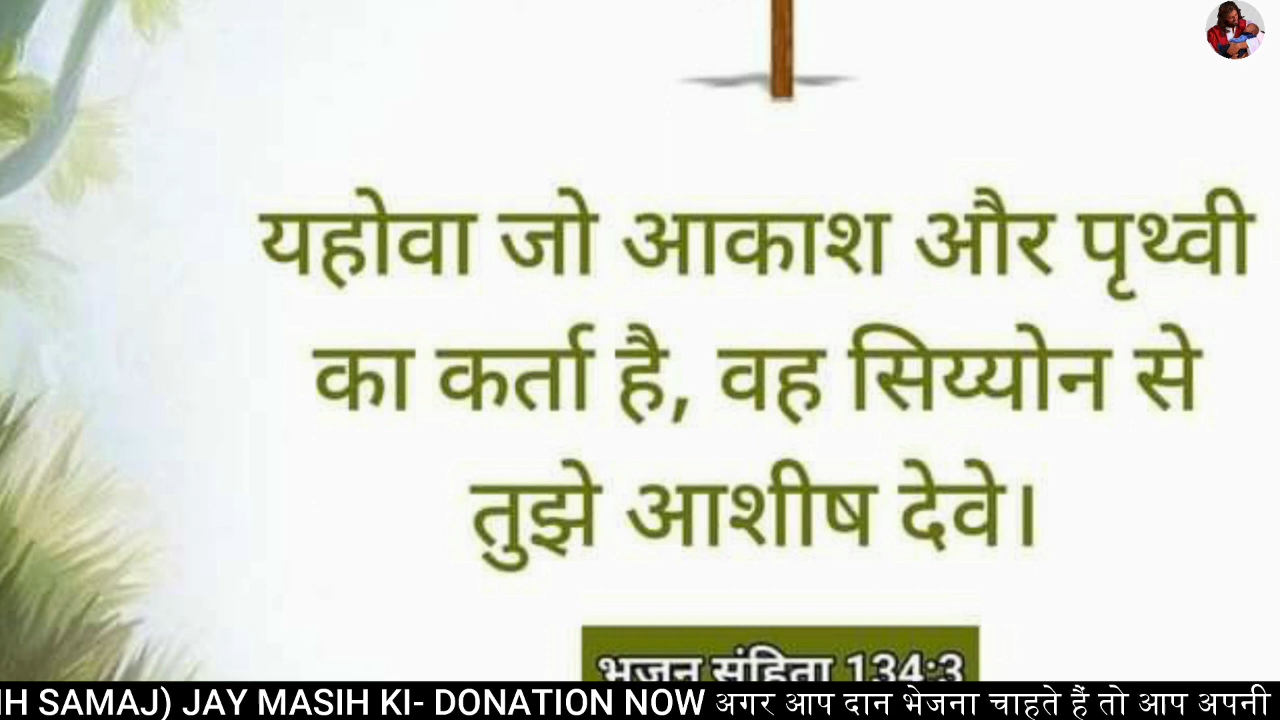 यहोवा जो आकाश और पृथ्वी
का कर्ता है, वह सिय्योन से
तुझे आशीष देवे।
भजन संहिता 134:3
SAMAJ) JAY MASIH KI- DONATION NOW अगर आप दान भेजना चाहते हैं तो आप अपनी